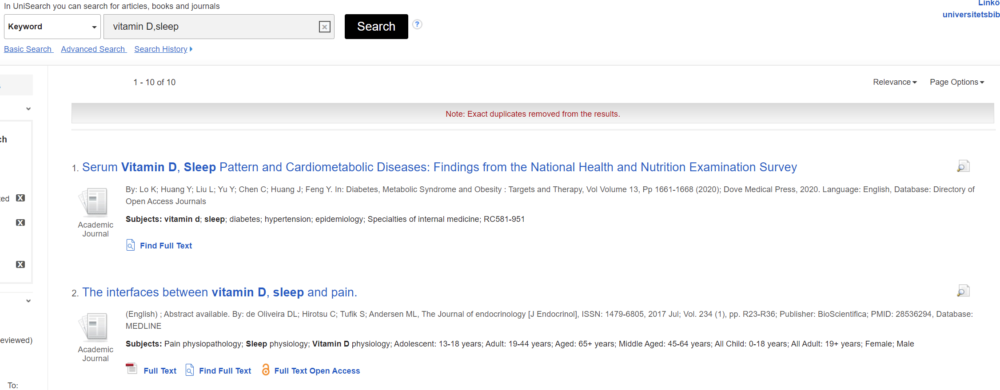 In UniSearch you can search for articles, books and journals
Linkö
universitetsbib
Keyword
vitamin D,sleep
Search
?
Basic Search Advanced Search Search History
1 - 10 of 10
Relevance Page Options
Note: Exact duplicates removed from the results.
ch
1. Serum Vitamin D, Sleep Pattern and Cardiometabolic Diseases: Findings from the National Health and Nutrition Examination Survey
By: Lo K; Huang Y; Liu L; Yu Y; Chen C; Huang J; Feng Y. In: Diabetes, Metabolic Syndrome and Obesity : Targets and Therapy, Vol Volume 13, Pp 1661-1668 (2020); Dove Medical Press, 2020. Language: English, Database: Directory of
Open Access Journals
ted X
Subjects: vitamin d; sleep; diabetes; hypertension; epidemiology; Specialties of internal medicine; RC581-951
X
Academic
Journal
Find Full Text
X
2. The interfaces between vitamin D, sleep and pain.
(English) ; Abstract available. By: de Oliveira DL; Hirotsu C; Tufik S; Andersen ML, The Journal of endocrinology [J Endocrinol], ISSN: 1479-6805, 2017 Jul; Vol. 234 (1), pp. R23-R36; Publisher: BioScientifica; PMID: 28536294, Database:
MEDLINE
eviewed)
Subjects: Pain physiopathology; Sleep physiology; Vitamin D physiology; Adolescent: 13-18 years; Adult: 19-44 years; Aged: 65+ years; Middle Aged: 45-64 years; All Child: 0-18 years; All Adult: 19+ years; Female; Male
Academic
Journal
Full Text Find Full Text Full Text Open Access
To: